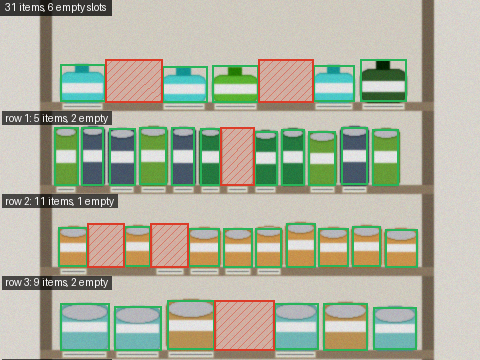 31 items, 6 empty slots
row 1: 5 items, 2 empty
row 2: 11 items, 1 empty
row 3: 9 items, 2 empty